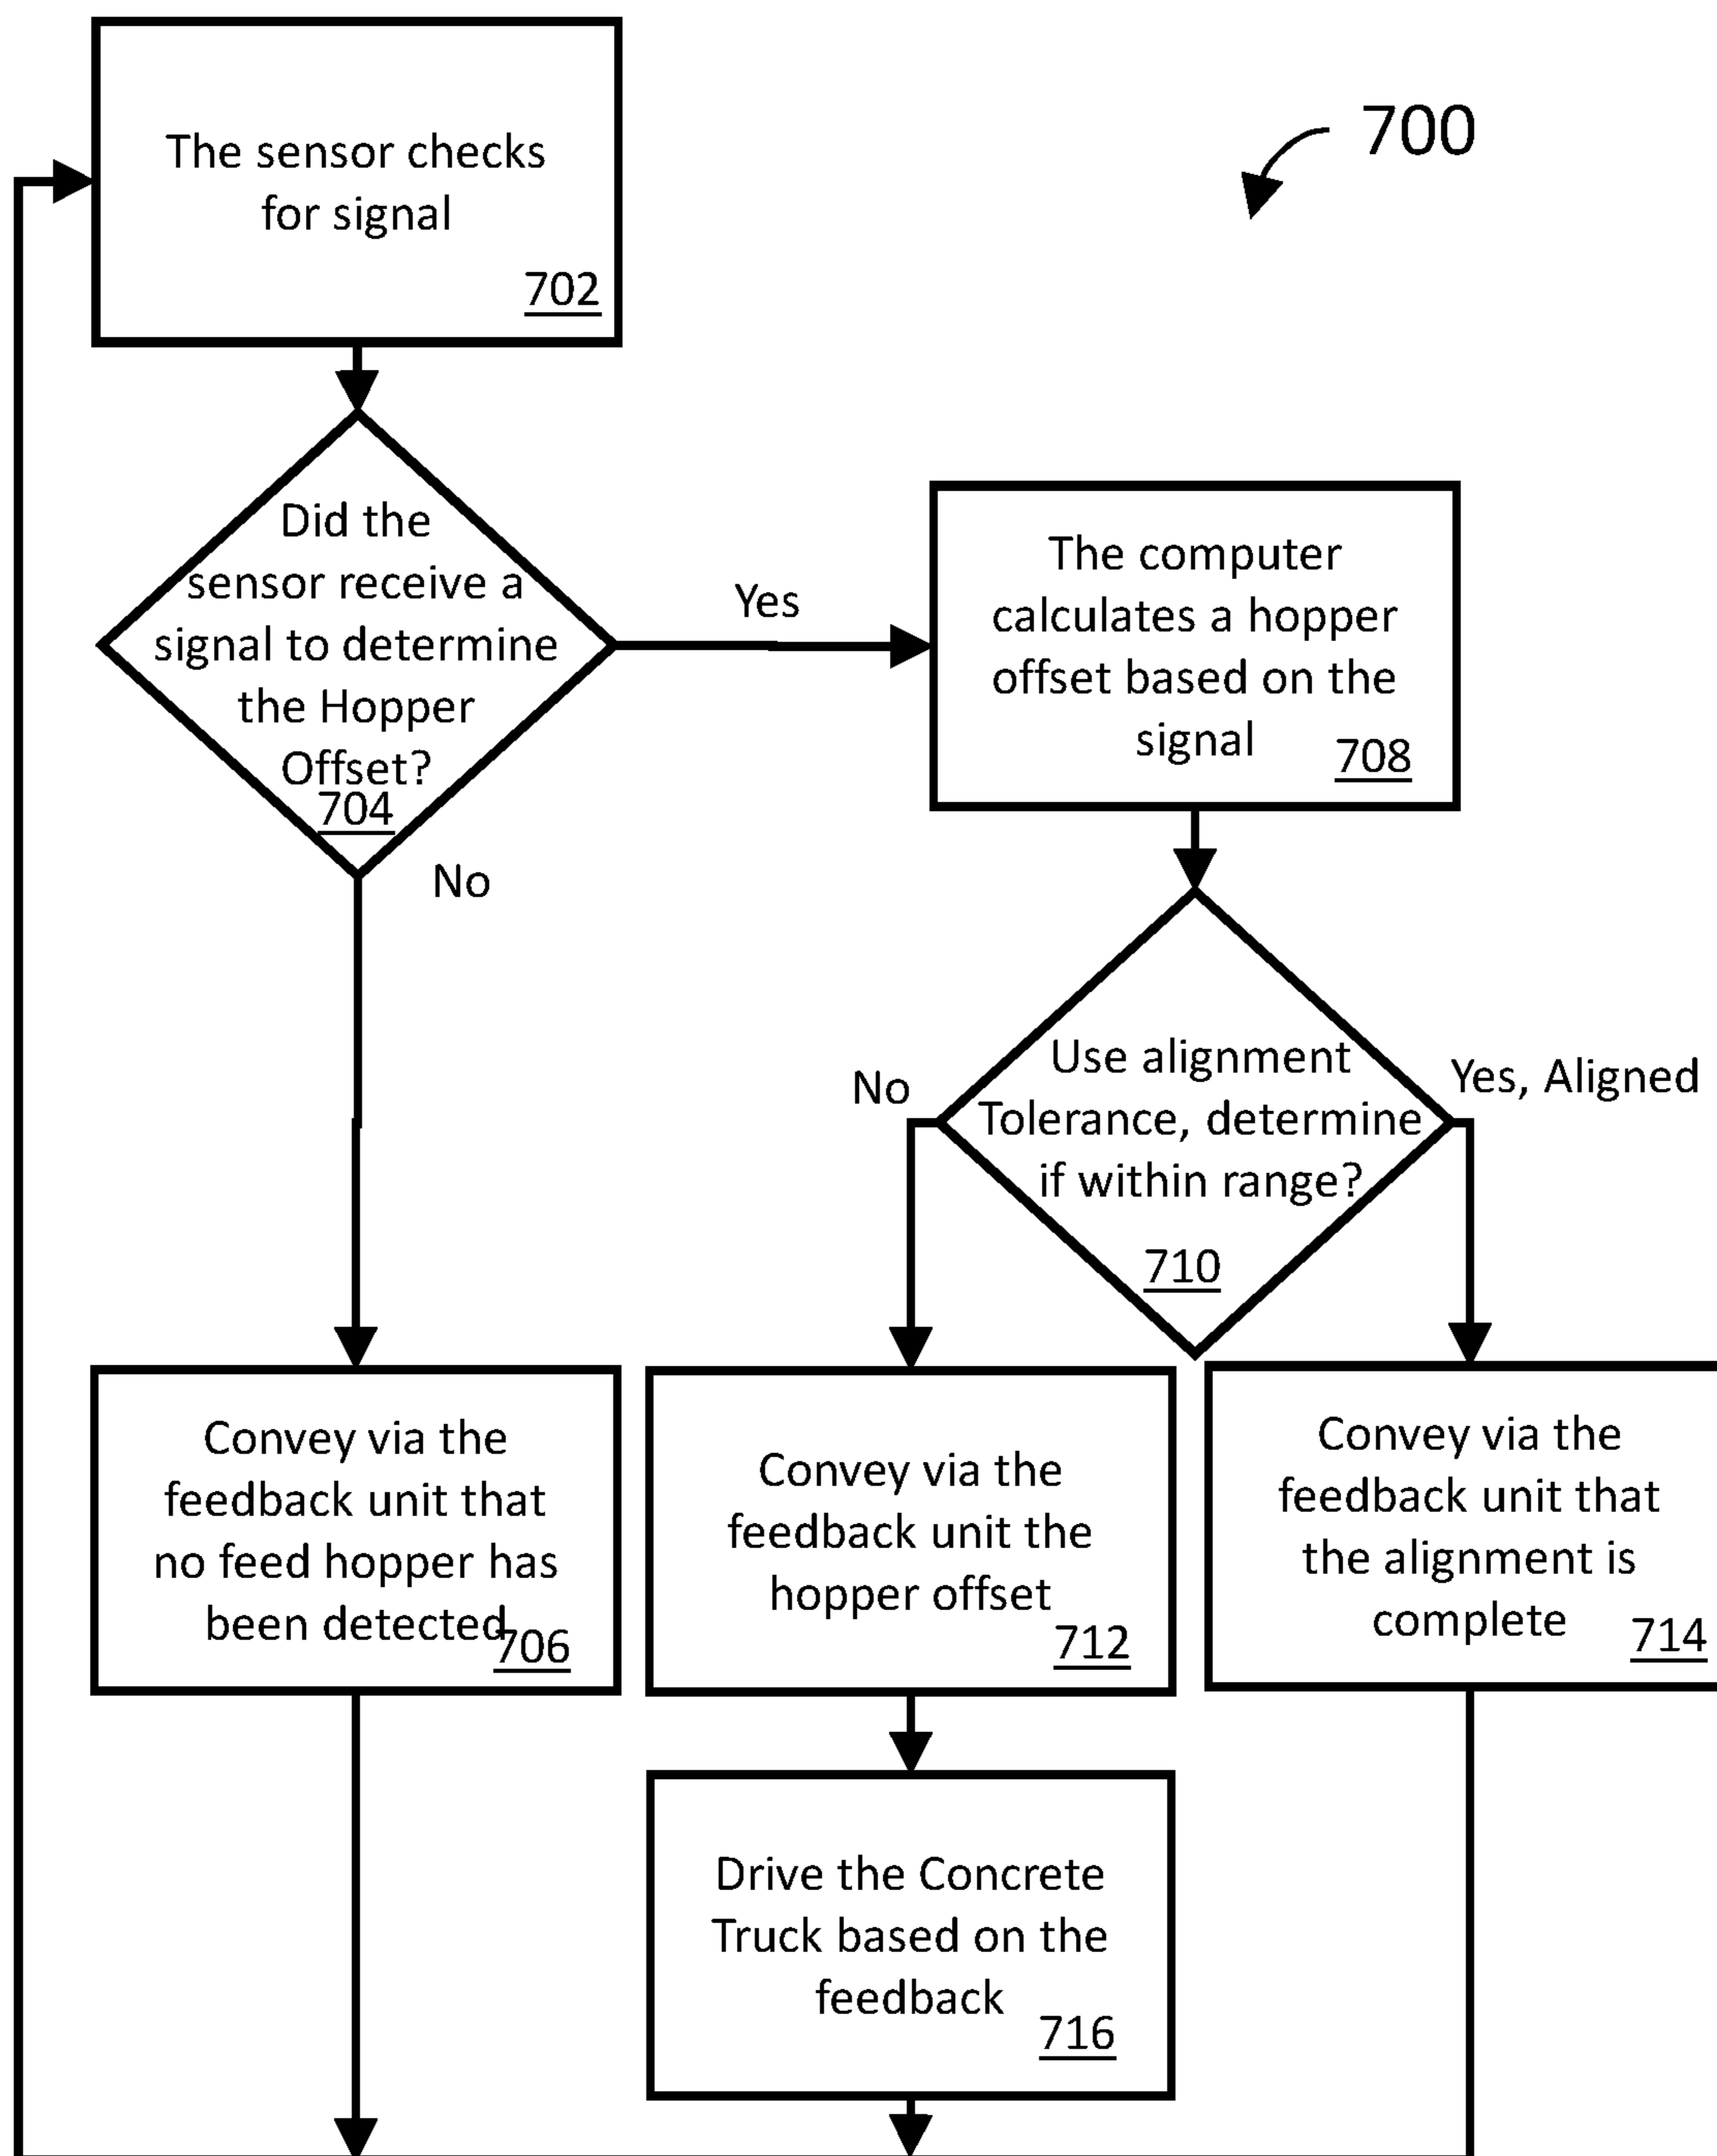 700
The sensor checks
for signal
702
Did the
sensor receive a
signal to determine
the Hopper
Offset?
704
Yes
No
The computer
calculates a hopper
offset based on the
signal
708
Use alignment
Tolerance, determine
if within range?
710
No
Yes, Aligned
Convey via the
feedback unit that
no feed hopper has
been detected
706
Convey via the
feedback unit the
hopper offset
712
Convey via the
feedback unit that
the alignment is
complete
714
Drive the Concrete
Truck based on the
feedback
716